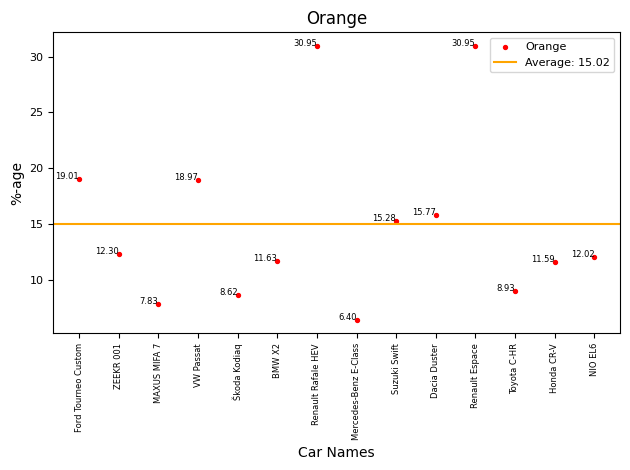 Orange
%-age
30
25
20
15
10
Orange
Average: 15.02
19.01
12.30
7.83
18.97
8.62
11.63
30.95
6.40
15.28
15.77
30.95
8.93
11.59
12.02
Ford Tourneo Custom
ZEEKR 001
MAXUS MIFA 7
VW Passat
Škoda Kodiaq
BMW X2
Renault Rafale HEV
Mercedes-Benz E-Class
Suzuki Swift
Dacia Duster
Renault Espace
Toyota C-HR
Honda CR-V
NIO EL6
Car Names